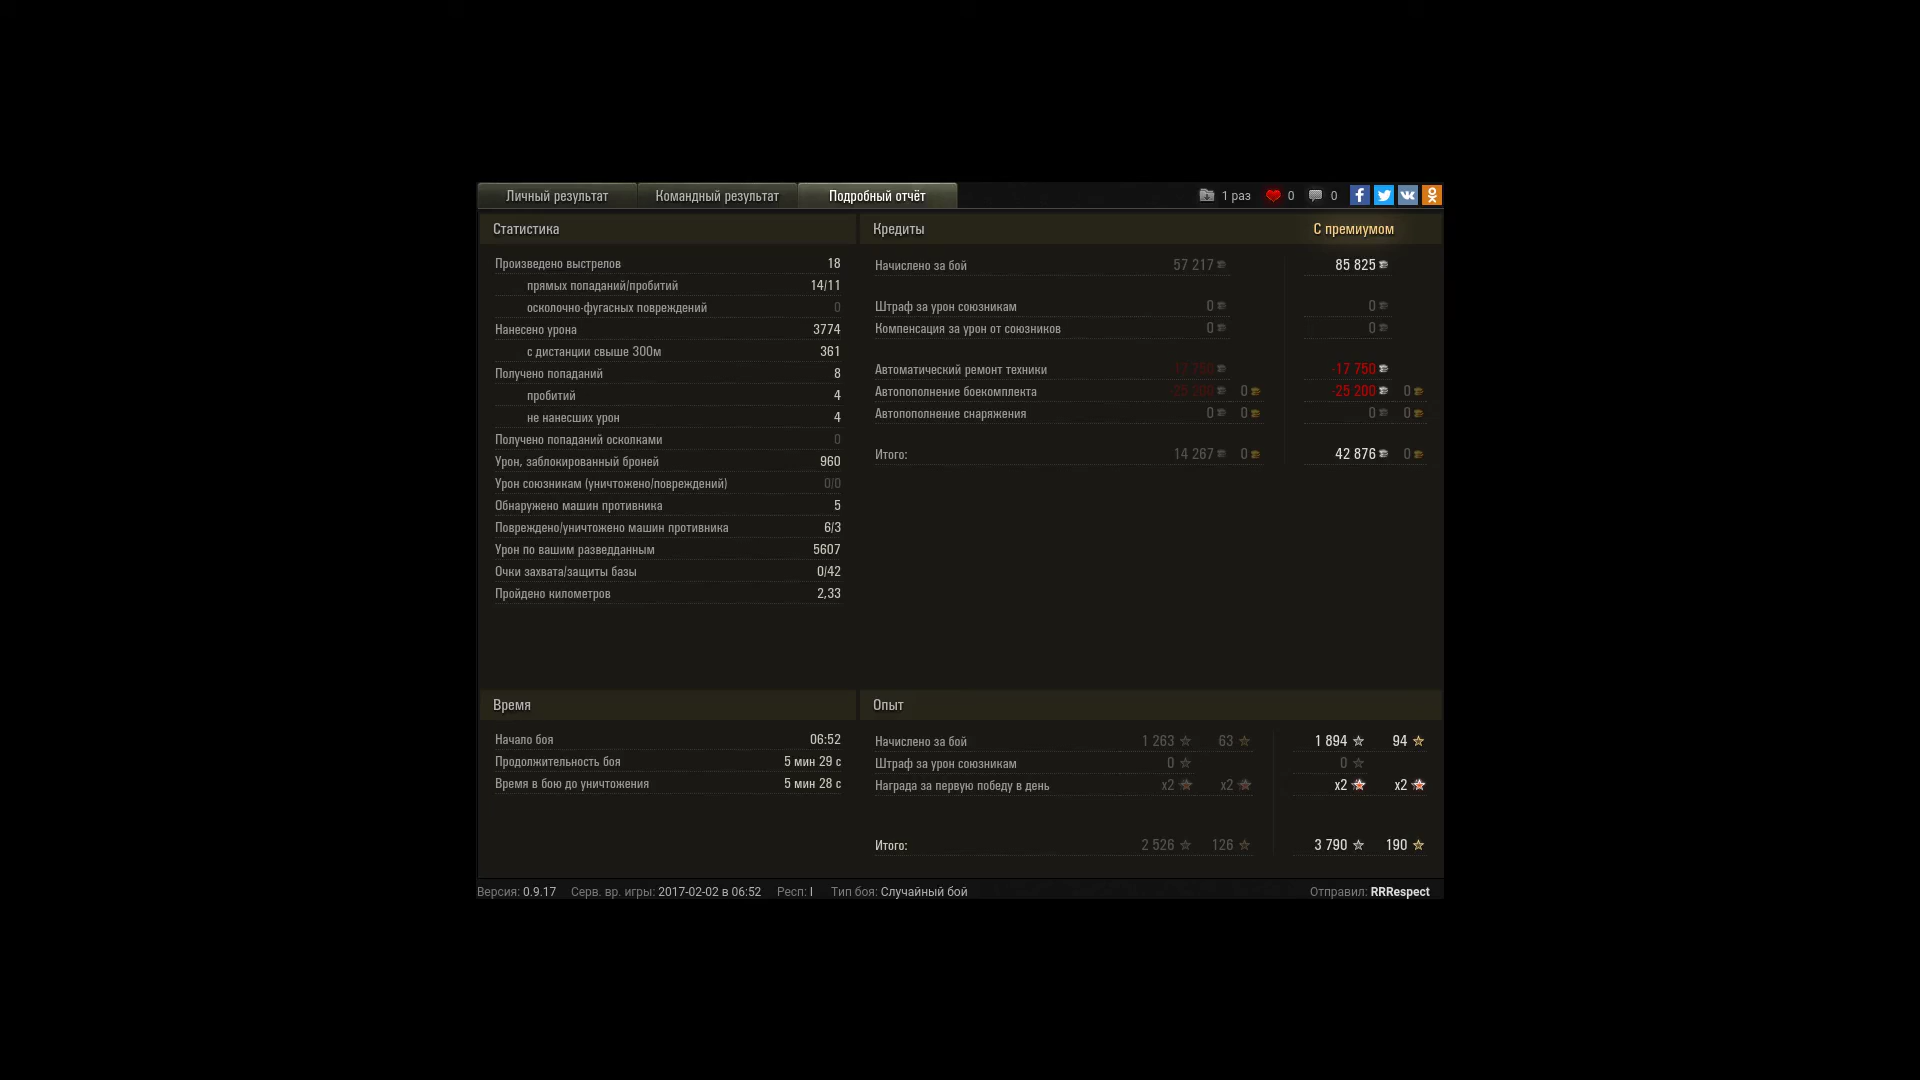 Личный результат Командный результат Подробный отчёт 1 раз 0 0
Статистика
Произведено выстрелов 18
прямых попаданий/пробитий 14/11
осколочно-фугасных повреждений 0
Нанесено урона 3774
с дистанции свыше 300м 361
Получено попаданий 8
пробитий 4
не нанесших урон 4
Получено попаданий осколками 0
Урон, заблокированный броней 960
Урон союзникам (уничтожено/повреждений) 0/0
Обнаружено машин противника 5
Повреждено/уничтожено машин противника 6/3
Урон по вашим разведданным 5607
Очки захвата/защиты базы 0/42
Пройдено километров 2,33
Кредиты С премиумом
Начислено за бой 57 217 85 825
Штраф за урон союзникам 0 0
Компенсация за урон от союзников 0 0
Автоматический ремонт техники -17 750 -17 750
Автопополнение боекомплекта -25 200 0 -25 200 0
Автопополнение снаряжения 0 0 0 0
Итого: 14 267 0 42 876 0
Время
Начало боя 06:52
Продолжительность боя 5 мин 29 с
Время в бою до уничтожения 5 мин 28 с
Опыт
Начислено за бой 1 263 63 1 894 94
Штраф за урон союзникам 0 0
Награда за первую победу в день x2 x2 x2 x2
Итого: 2 526 126 3 790 190
Версия: 0.9.17 Серв. вр. игры: 2017-02-02 в 06:52 Респ: I Тип боя: Случайный бой Отправил: RRRespect